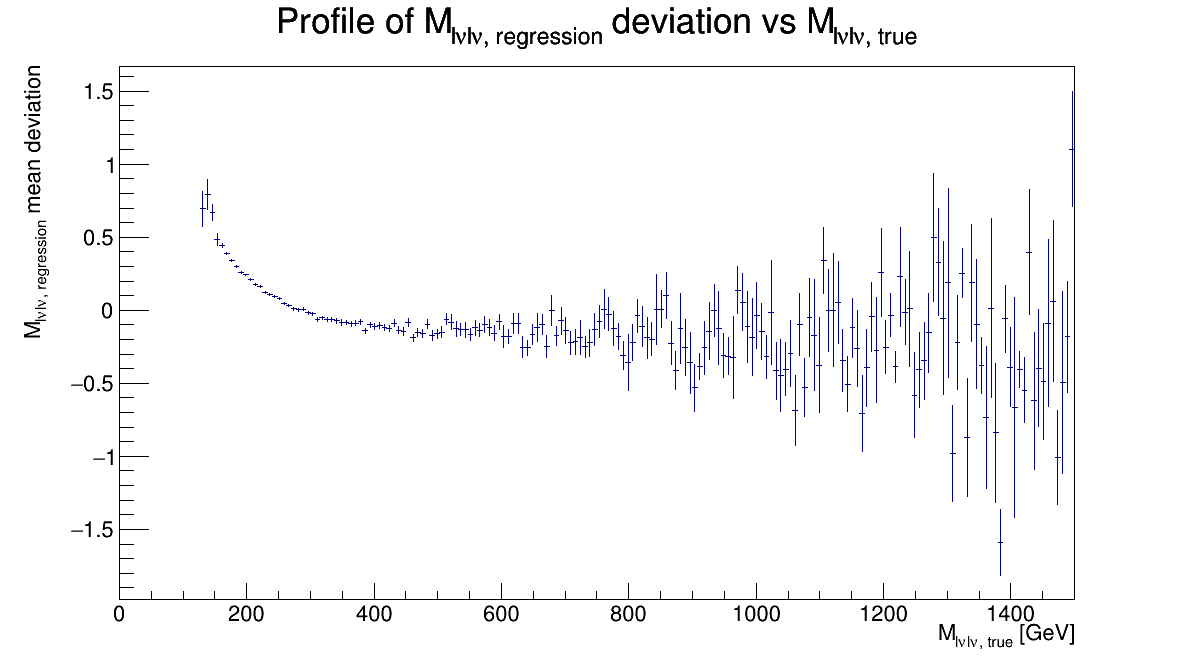 Profile of M_lνlν, regression deviation vs M_lνlν, true
M_lνlν, regression mean deviation
1.5
1
0.5
0
−0.5
−1
−1.5
0 200 400 600 800 1000 1200 1400
M_lνlν, true [GeV]